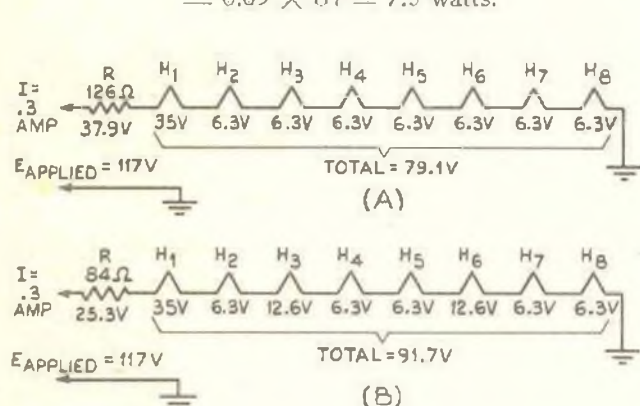 = 0.09 × 84 = 7.5 watts.
R H1 H2 H3 H4 H5 H6 H7 H8
I= 126Ω
.3
AMP 37.9V 35V 6.3V 6.3V 6.3V 6.3V 6.3V 6.3V 6.3V
EAPPLIED = 117V TOTAL = 79.1V
(A)
R H1 H2 H3 H4 H5 H6 H7 H8
I= 84Ω
.3
AMP 25.3V 35V 6.3V 12.6V 6.3V 6.3V 12.6V 6.3V 6.3V
EAPPLIED = 117V TOTAL = 91.7V
(B)